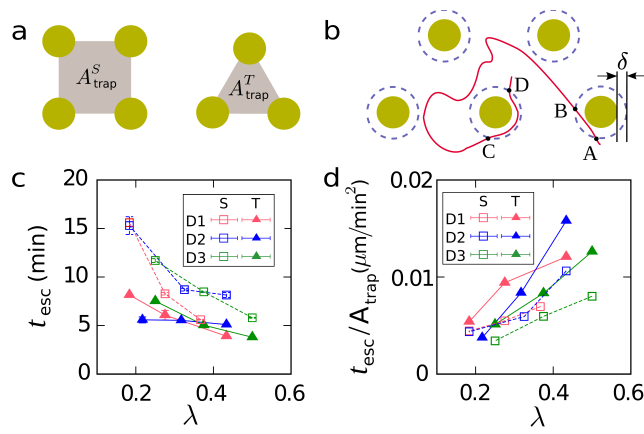 a
A^S_trap
A^T_trap
b
δ
D
B
C
A
c
20
15
10
5
0
0.2
0.4
0.6
t_esc (min)
λ
S T
D1
D2
D3
d
0.02
0.01
0
0.2
0.4
0.6
t_esc / A_trap (μm/min²)
λ
S T
D1
D2
D3